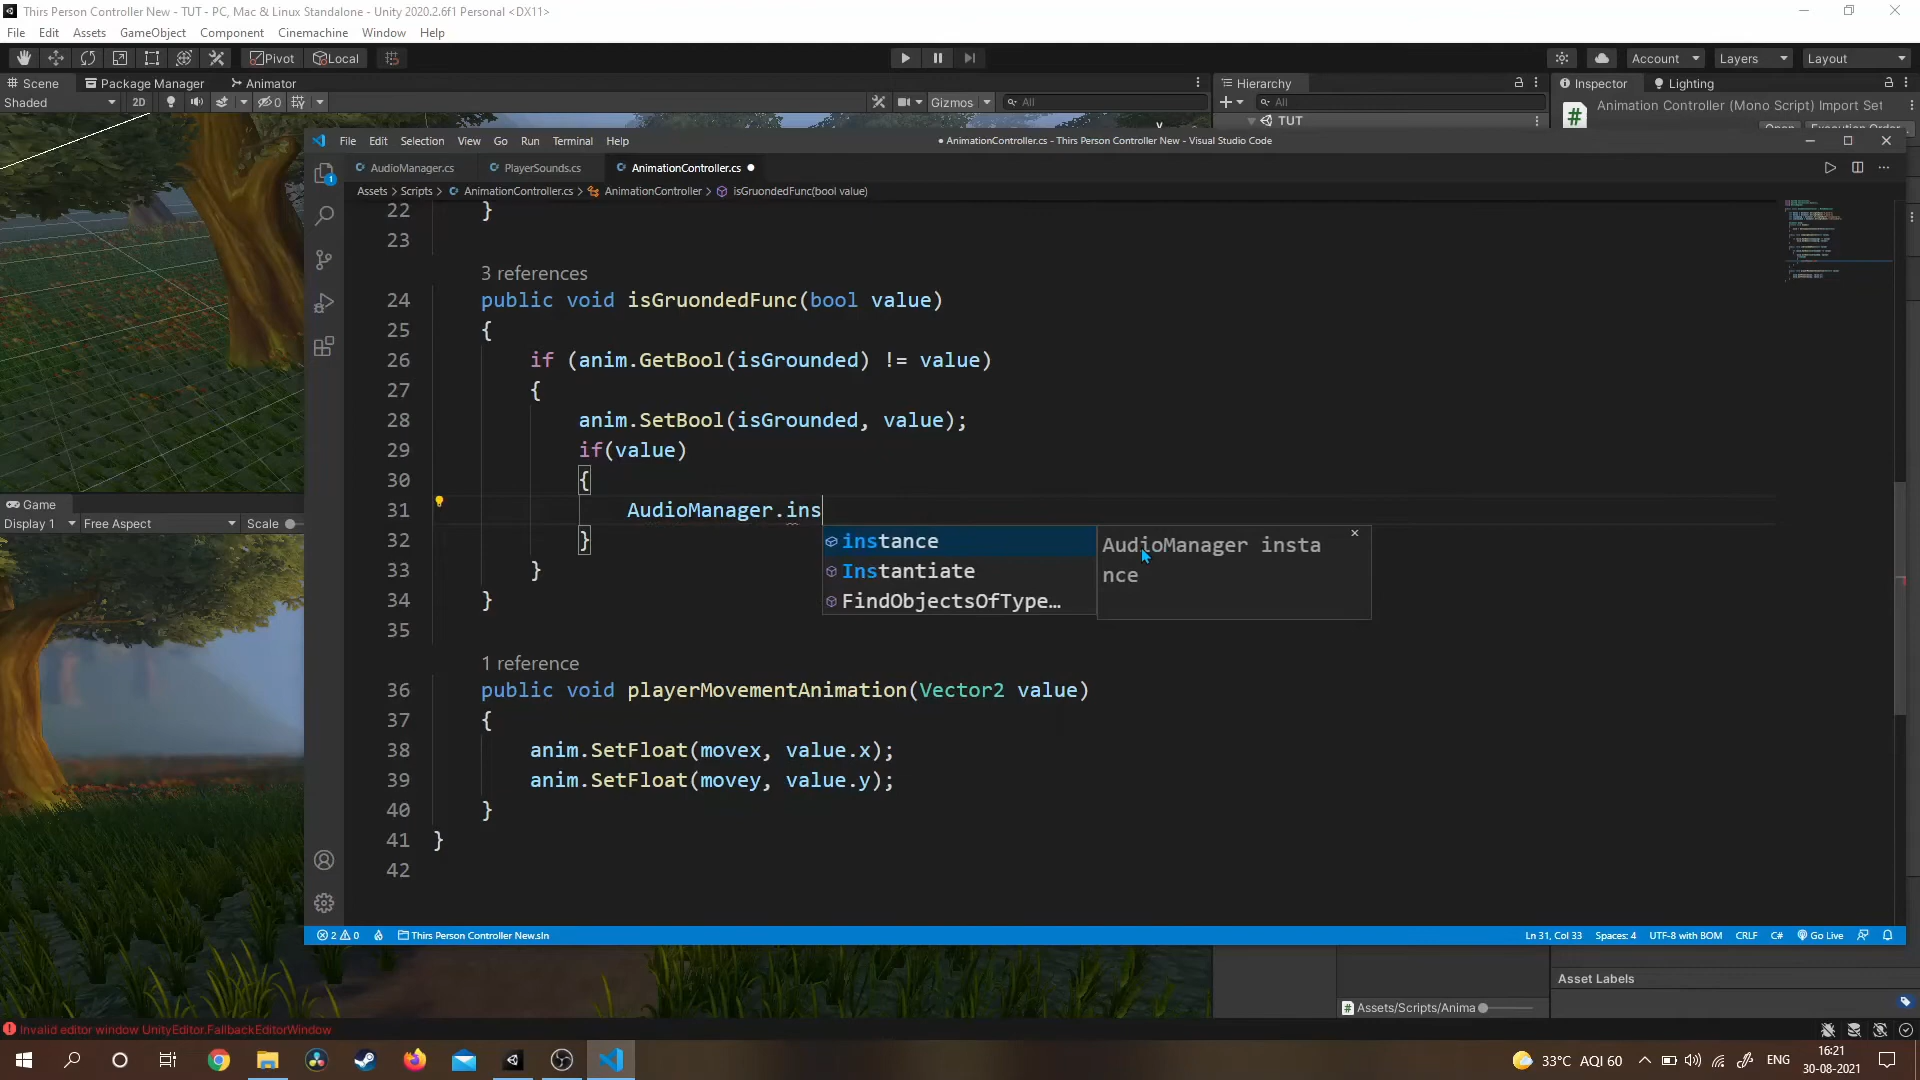 Thirs Person Controller New - TUT - PC, Mac & Linux Standalone - Unity 2020.2.6f1 Personal <DX11>
File Edit Assets GameObject Component Cinemachine Window Help
Pivot Local Account Layers Layout
Scene Package Manager Animator Hierarchy Inspector Lighting
Shaded 2D 0 Gizmos All All Animation Controller (Mono Script) Import Set
TUT
File Edit Selection View Go Run Terminal Help ● AnimationController.cs - Thirs Person Controller New - Visual Studio Code
AudioManager.cs PlayerSounds.cs AnimationController.cs ●
Assets > Scripts > AnimationController.cs > AnimationController > isGruondedFunc(bool value)
22 }
23
3 references
24 public void isGruondedFunc(bool value)
25 {
26 if (anim.GetBool(isGrounded) != value)
27 {
28 anim.SetBool(isGrounded, value);
29 if(value)
30 {
31 AudioManager.ins
32 }
instance
AudioManager insta
nce
Instantiate
FindObjectsOfType…
33 }
34 }
35
1 reference
36 public void playerMovementAnimation(Vector2 value)
37 {
38 anim.SetFloat(movex, value.x);
39 anim.SetFloat(movey, value.y);
40 }
41 }
42
Game
Display 1 Free Aspect Scale
1
2 0 Thirs Person Controller New.sln Ln 31, Col 33 Spaces: 4 UTF-8 with BOM CRLF C# Go Live
Asset Labels
Assets/Scripts/Anima
Invalid editor window UnityEditor.FallbackEditorWindow
33°C AQI 60 ENG 16:21
30-08-2021